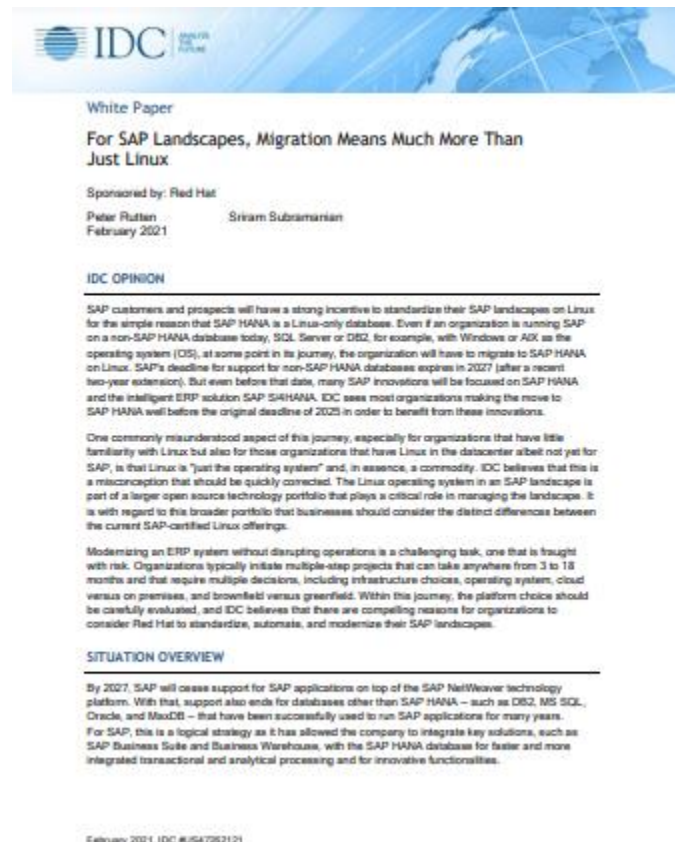 IDC
ANALYZE
THE
FUTURE
White Paper
For SAP Landscapes, Migration Means Much More Than
Just Linux
Sponsored by: Red Hat
Peter Rutten Sriram Subramanian
February 2021
IDC OPINION
SAP customers and prospects will have a strong incentive to standardize their SAP landscapes on Linux
for the simple reason that SAP HANA is a Linux-only database. Even if an organization is running SAP
on a non-SAP HANA database today, SQL Server or DB2, for example, with Windows or AIX as the
operating system (OS), at some point in its journey, the organization will have to migrate to SAP HANA
on Linux. SAP's deadline for support for non-SAP HANA databases expires in 2027 (after a recent
two-year extension). But even before that date, many SAP innovations will be focused on SAP HANA
and the intelligent ERP solution SAP S/4HANA. IDC sees most organizations making the move to
SAP HANA well before the original deadline of 2025 in order to benefit from these innovations.
One commonly misunderstood aspect of this journey, especially for organizations that have little
familiarity with Linux but also for those organizations that have Linux in the datacenter albeit not yet for
SAP, is that Linux is "just the operating system" and, in essence, a commodity. IDC believes that this is
a misconception that should be quickly corrected. The Linux operating system in an SAP landscape is
part of a larger open source technology portfolio that plays a critical role in managing the landscape. It
is with regard to this broader portfolio that businesses should consider the distinct differences between
the current SAP-certified Linux offerings.
Modernizing an ERP system without disrupting operations is a challenging task, one that is fraught
with risk. Organizations typically initiate multiple-step projects that can take anywhere from 3 to 18
months and that require multiple decisions, including infrastructure choices, operating system, cloud
versus on premises, and brownfield versus greenfield. Within this journey, the platform choice should
be carefully evaluated, and IDC believes that there are compelling reasons for organizations to
consider Red Hat to standardize, automate, and modernize their SAP landscapes.
SITUATION OVERVIEW
By 2027, SAP will cease support for SAP applications on top of the SAP NetWeaver technology
platform. With that, support also ends for databases other than SAP HANA – such as DB2, MS SQL,
Oracle, and MaxDB – that have been successfully used to run SAP applications for many years.
For SAP, this is a logical strategy as it has allowed the company to integrate key solutions, such as
SAP Business Suite and Business Warehouse, with the SAP HANA database for faster and more
integrated transactional and analytical processing and for innovative functionalities.
February 2021, IDC